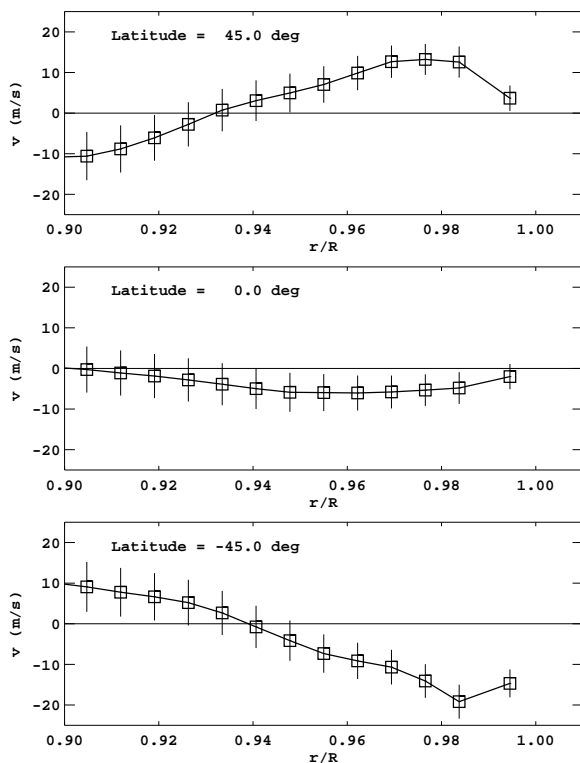 Latitude =  45.0 deg
20
10
0
-10
-20
v (m/s)
0.90 0.92 0.94 0.96 0.98 1.00
r/R
Latitude =   0.0 deg
20
10
0
-10
-20
v (m/s)
0.90 0.92 0.94 0.96 0.98 1.00
r/R
Latitude = -45.0 deg
20
10
0
-10
-20
v (m/s)
0.90 0.92 0.94 0.96 0.98 1.00
r/R